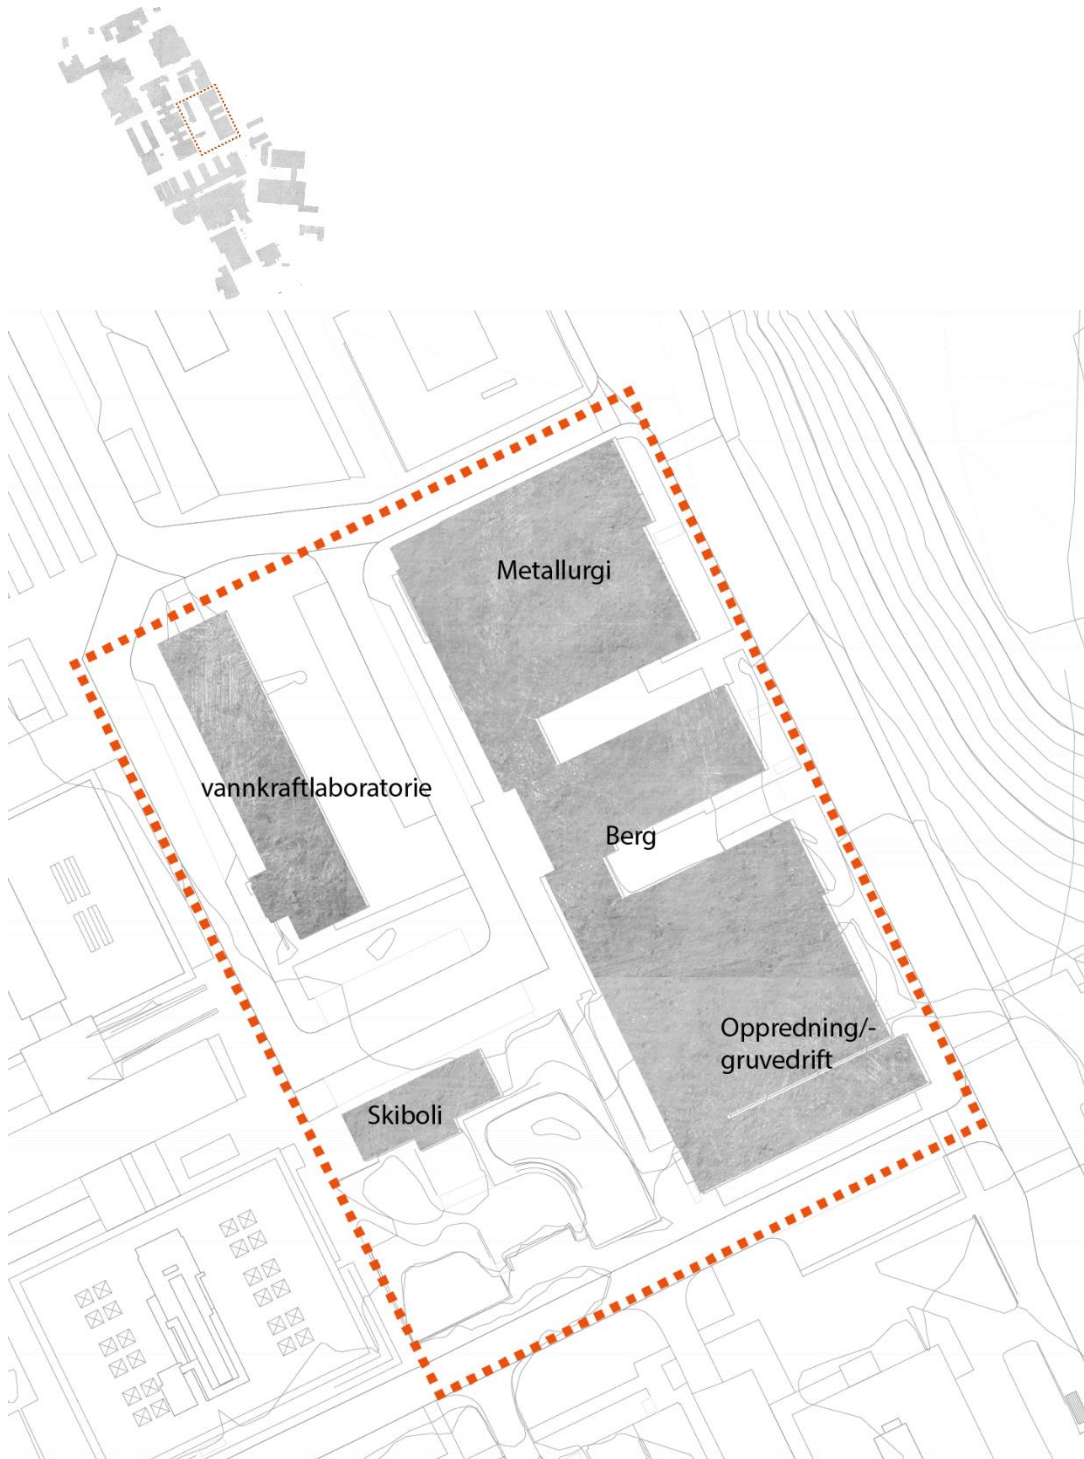 Metallurgi
vannkraftlaboratorie
Berg
Oppredning/-
gruvedrift
Skiboli